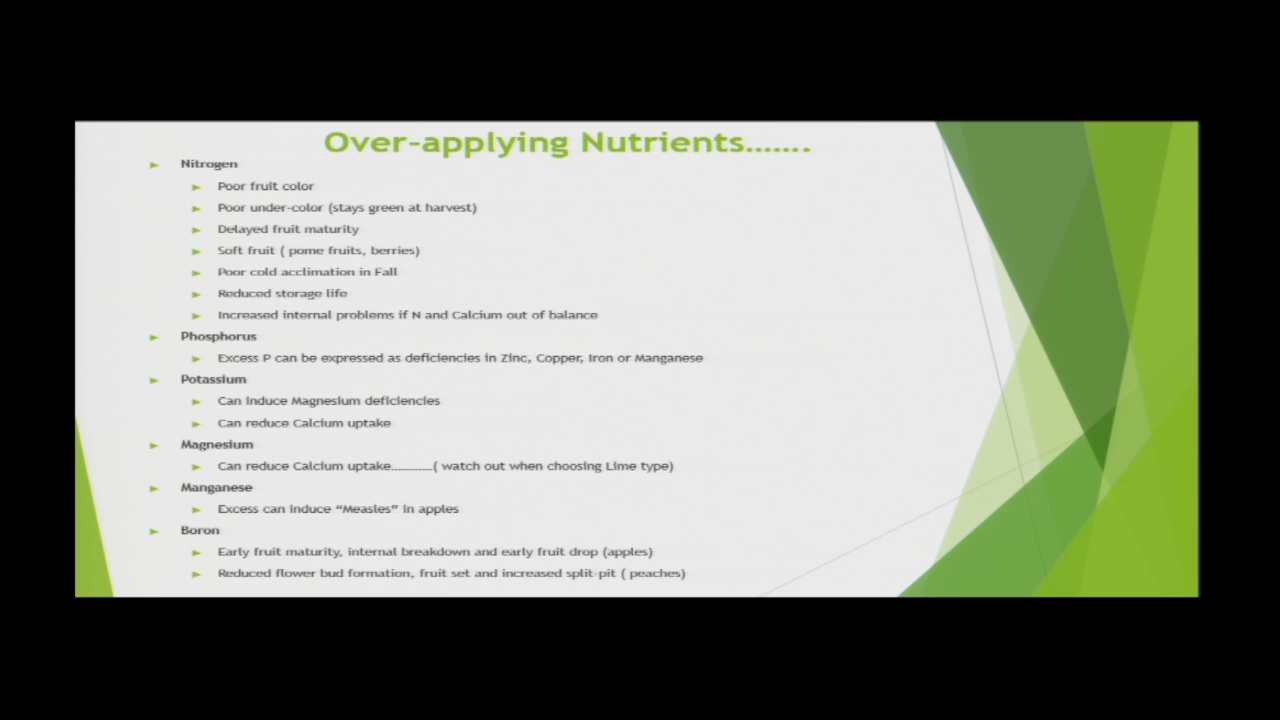 Over-applying Nutrients.......
Nitrogen
Poor fruit color
Poor under-color (stays green at harvest)
Delayed fruit maturity
Soft fruit ( pome fruits, berries)
Poor cold acclimation in Fall
Reduced storage life
Increased internal problems if N and Calcium out of balance
Phosphorus
Excess P can be expressed as deficiencies in Zinc, Copper, Iron or Manganese
Potassium
Can induce Magnesium deficiencies
Can reduce Calcium uptake
Magnesium
Can reduce Calcium uptake...........( watch out when choosing Lime type)
Manganese
Excess can induce “Measles” in apples
Boron
Early fruit maturity, internal breakdown and early fruit drop (apples)
Reduced flower bud formation, fruit set and increased split-pit ( peaches)